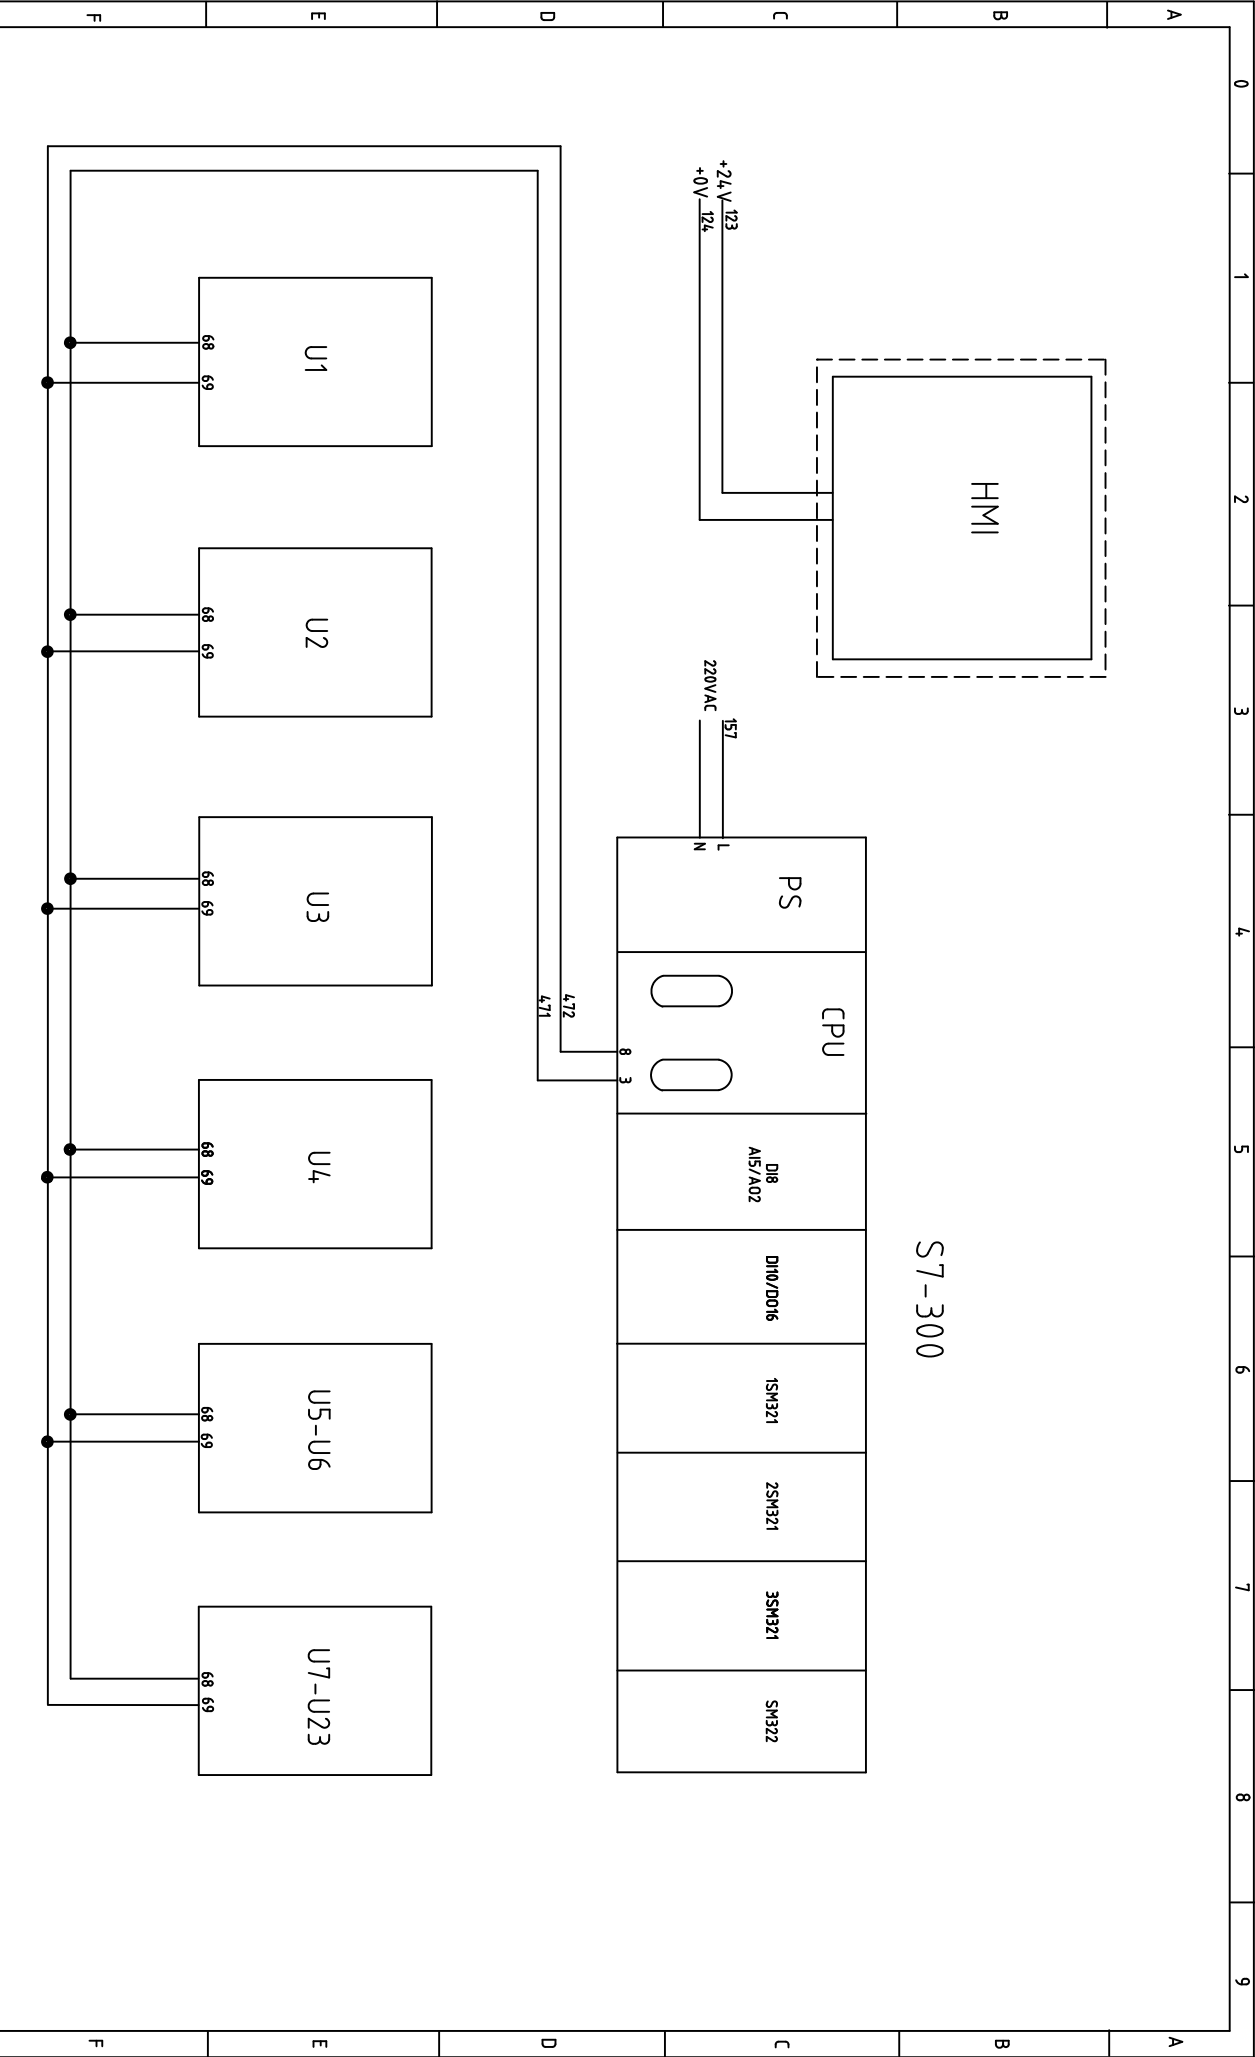 0 1 2 3 4 5 6 7 8 9
A A
B B
C C
D D
E E
F F
HMI
S7-300
+24V 123
+0V 124
220VAC
157
L
N
PS
CPU
DI8
AI5/AO2
DI10/DO16
1SM321
2SM321
3SM321
SM322
8 3
472
471
U1
68 69
U2
68 69
U3
68 69
U4
68 69
U5-U6
68 69
U7-U23
68 69